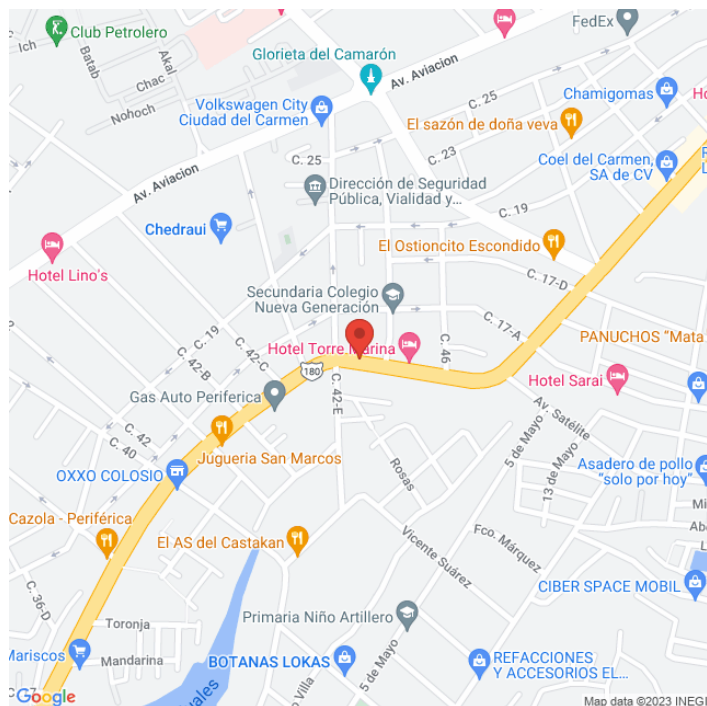 FedEx
Ich
Club Petrolero
Batab
Akal
Chac
Glorieta del Camarón
Av. Aviacion
Nohoch
Volkswagen City
Ciudad del Carmen
C. 25
Chamigomas
El sazón de doña veva
C. 23
C. 25
Coel del Carmen,
SA de CV
Av. Aviacion
Dirección de Seguridad
Pública, Vialidad y...
C. 19
Chedraui
El Ostioncito Escondido
Hotel Lino's
C. 17-D
Secundaria Colegio
Nueva Generación
C. 19
C. 17-A
C. 46
PANUCHOS "Mata
Hotel Torre Marina
C. 42-C
C. 42-B
180
C. 42-E
Hotel Sarai
Gas Auto Periferica
Av. Satélite
C. 42
C. 40
5 de Mayo
13 de Mayo
Jugueria San Marcos
Rosas
Asadero de pollo
"solo por hoy"
OXXO COLOSIO
Cazola - Periférica
El AS del Castakan
Vicente Suárez
Fco. Márquez
C. 36-D
CIBER SPACE MOBIL
Toronja
Primaria Niño Artillero
Mariscos
Mandarina
BOTANAS LOKAS
5 de Mayo
REFACCIONES
Y ACCESORIOS EL...
Villa
Google
Map data ©2023 INEGI